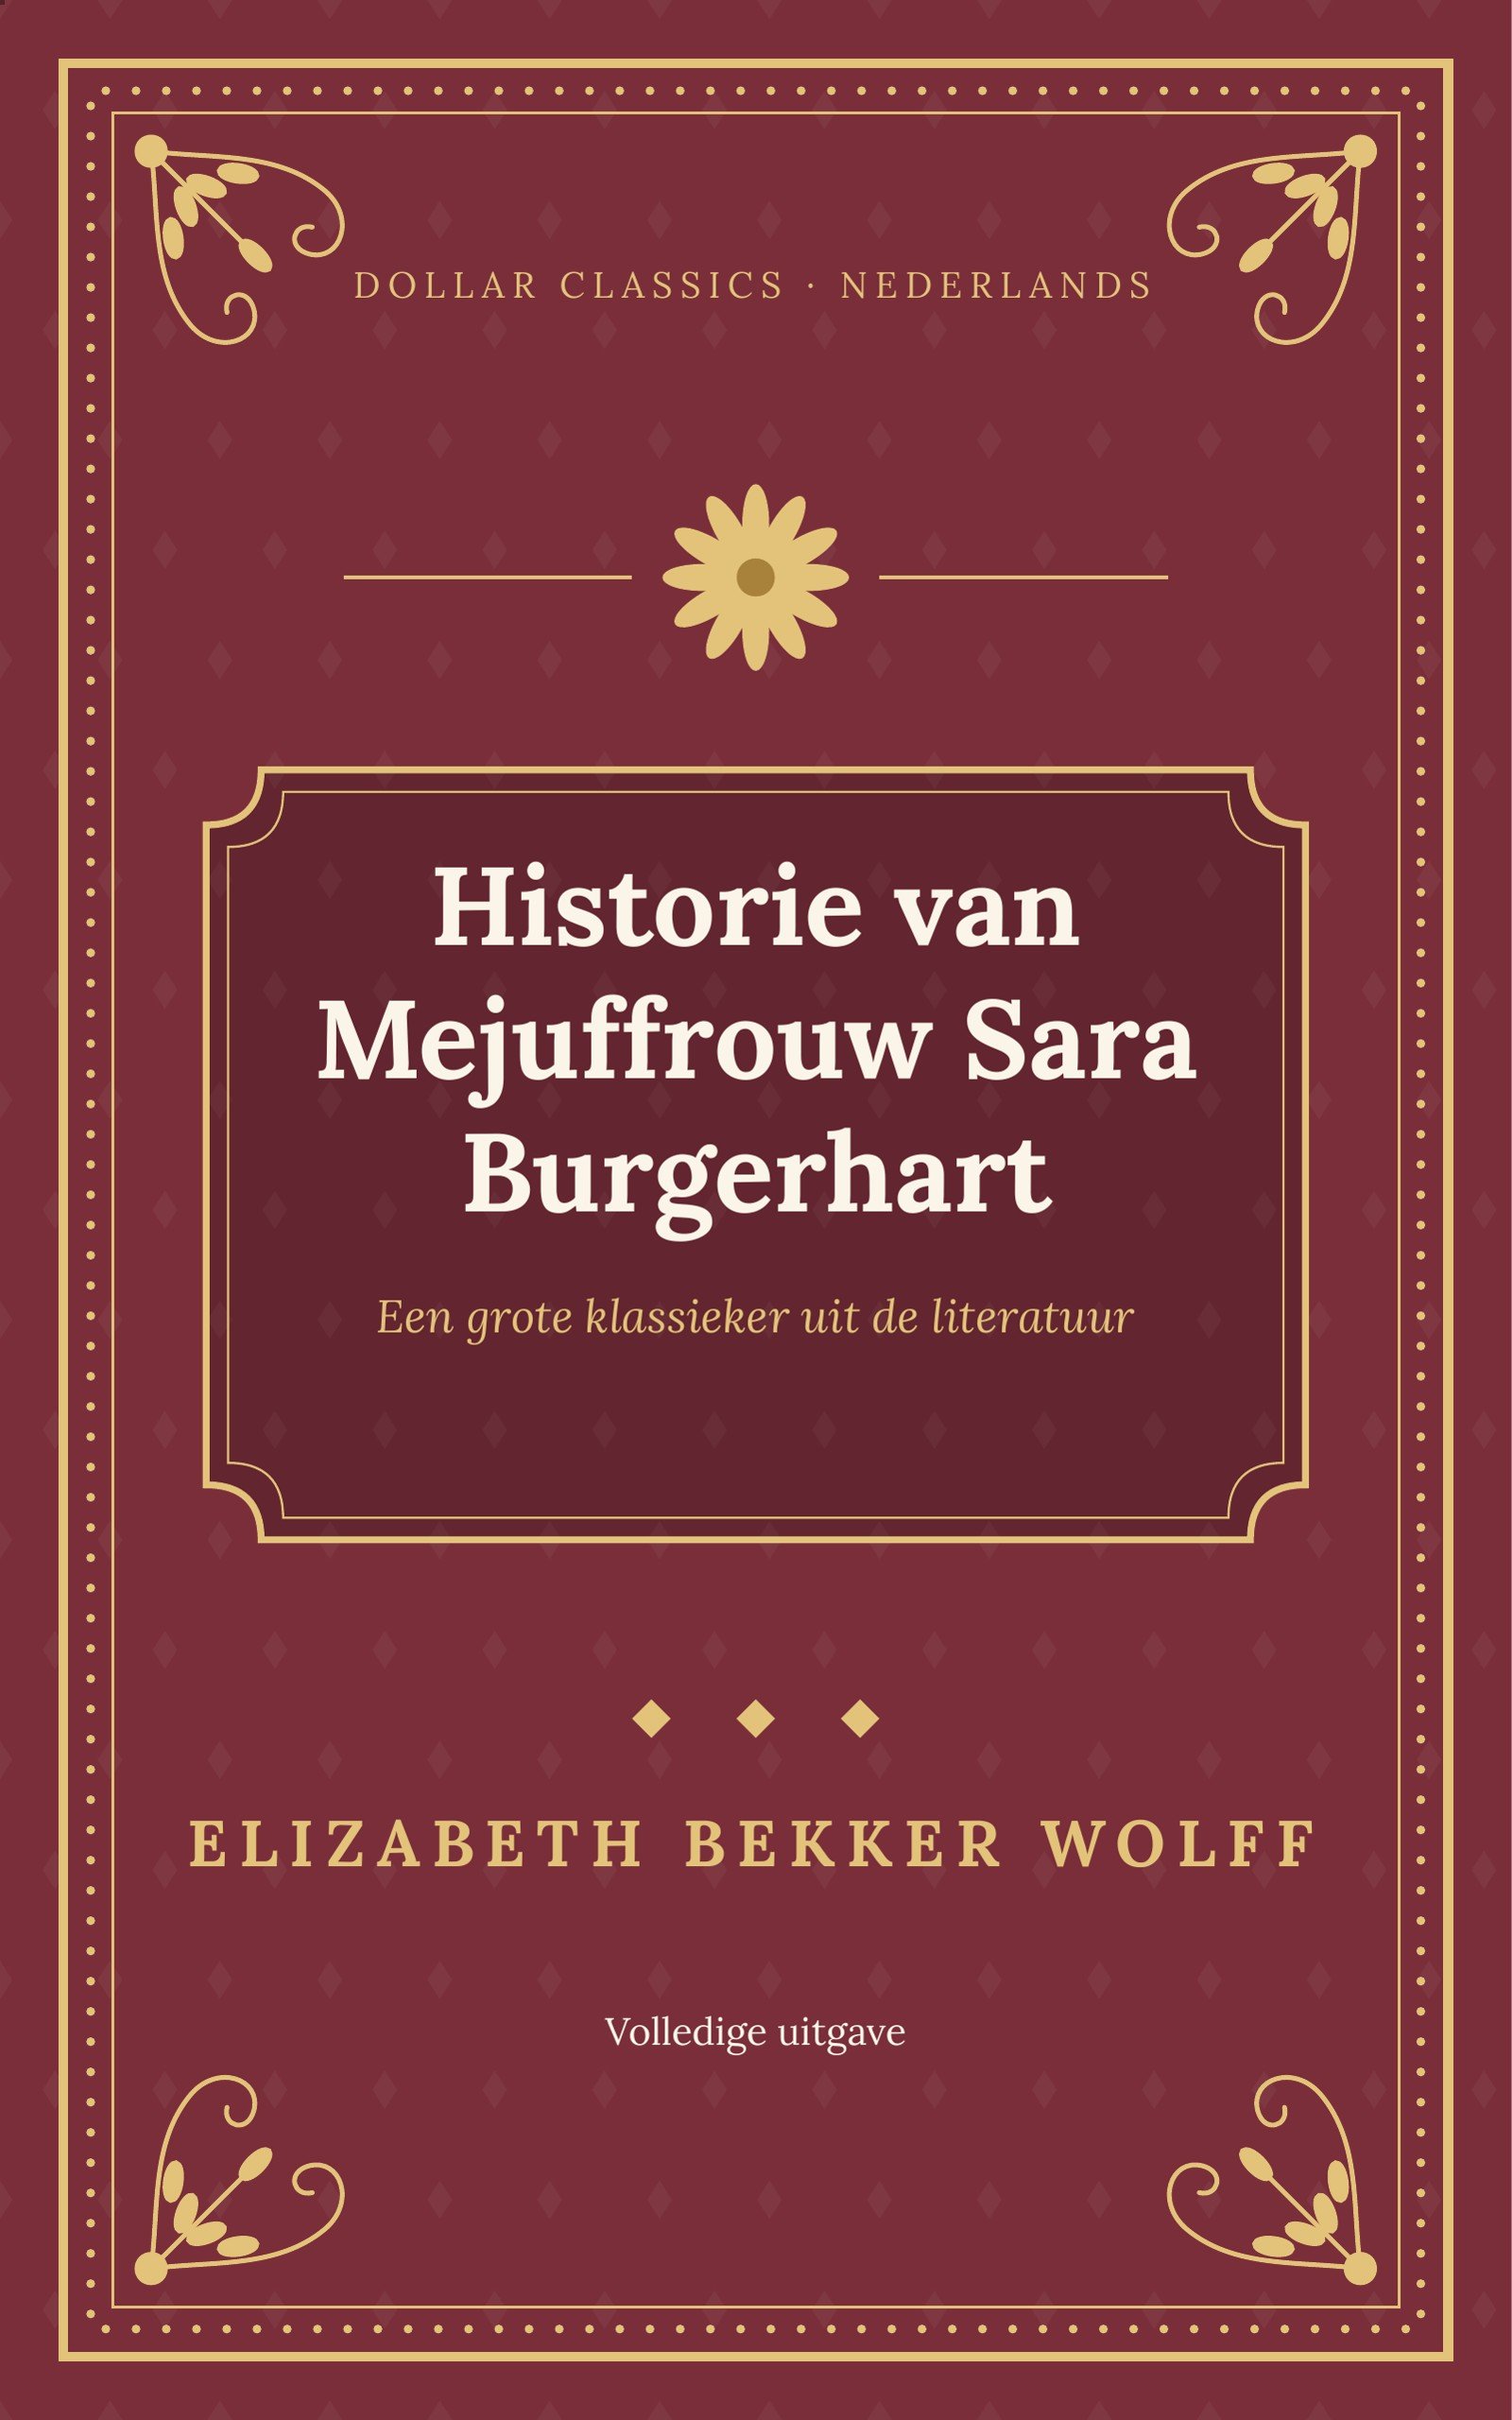 DOLLAR CLASSICS · NEDERLANDS
Historie van
Mejuffrouw Sara
Burgerhart
Een grote klassieker uit de literatuur
ELIZABETH BEKKER WOLFF
Volledige uitgave